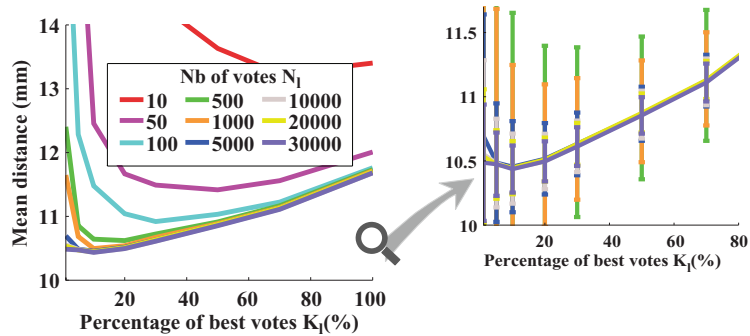 14
13
12
11
10
Mean distance (mm)
Nb of votes N_l
10 500 10000
50 1000 20000
100 5000 30000
20 40 60 80 100
Percentage of best votes K_l(%)
11.5
11
10.5
10
0 20 40 60 80
Percentage of best votes K_l(%)